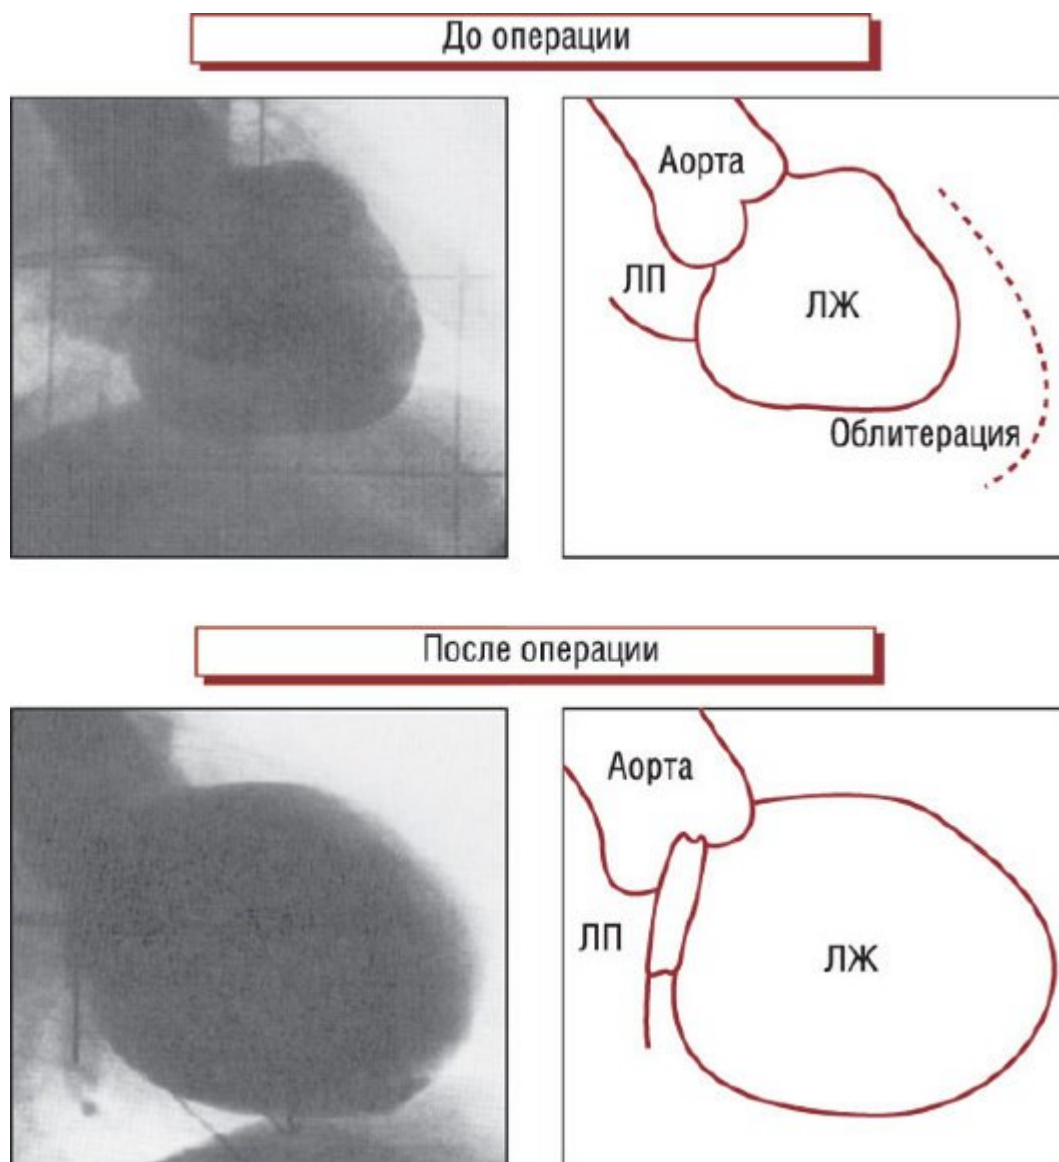 До операции
Аорта
ЛП
ЛЖ
Облитерация
После операции
Аорта
ЛП
ЛЖ